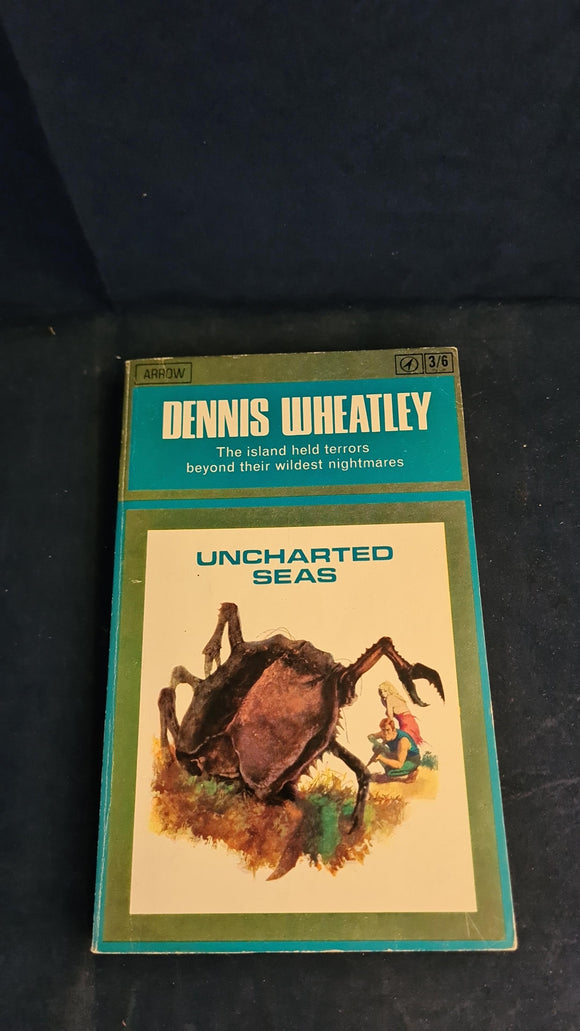 ARROW
3/6
DENNIS WHEATLEY
The island held terrors
beyond their wildest nightmares
UNCHARTED
SEAS